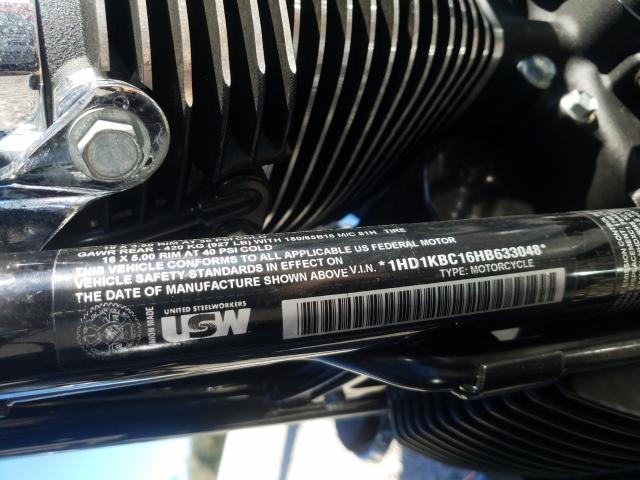 GAWR REAR - 420 KG (927 LB) WITH 180/65B16 M/C 81H TIRE
16 X 5.00 RIM AT 40 PSI COLD.
THIS VEHICLE CONFORMS TO ALL APPLICABLE US FEDERAL MOTOR
VEHICLE SAFETY STANDARDS IN EFFECT ON
THE DATE OF MANUFACTURE SHOWN ABOVE V.I.N. *1HD1KBC16HB633048*
TYPE: MOTORCYCLE
UNION MADE
UNITED STEELWORKERS
USW